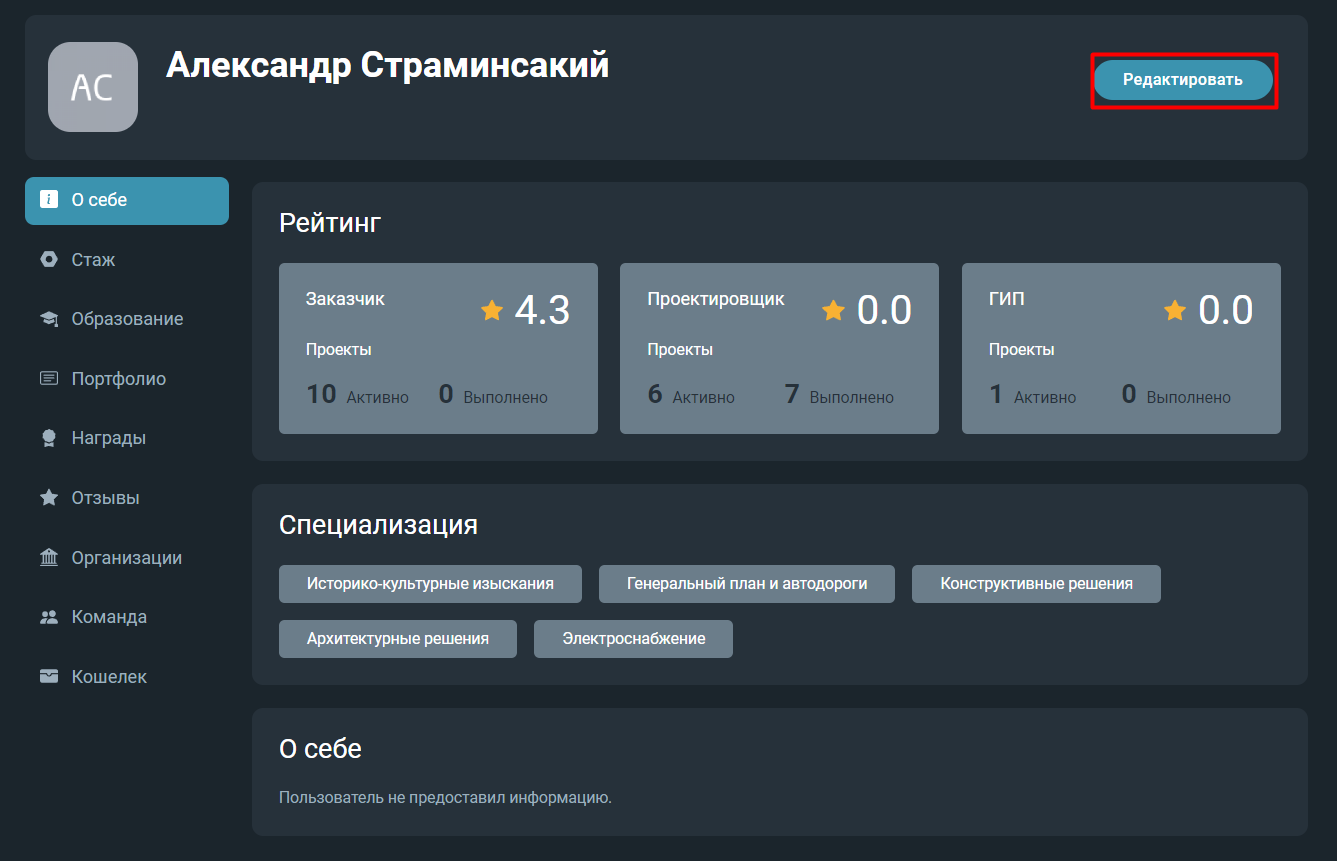 АС
Александр Страминсакий
Редактировать
О себе
Стаж
Образование
Портфолио
Награды
Отзывы
Организации
Команда
Кошелек
Рейтинг
Заказчик 4.3
Проекты
10 Активно 0 Выполнено
Проектировщик 0.0
Проекты
6 Активно 7 Выполнено
ГИП 0.0
Проекты
1 Активно 0 Выполнено
Специализация
Историко-культурные изыскания
Генеральный план и автодороги
Конструктивные решения
Архитектурные решения
Электроснабжение
О себе
Пользователь не предоставил информацию.